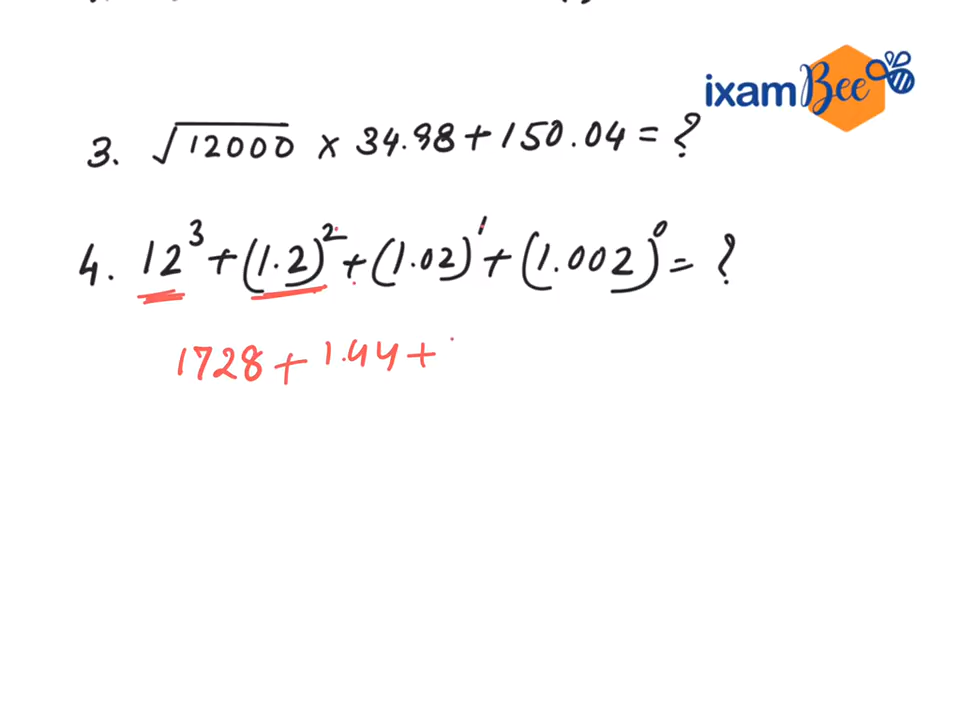 ixamBee
3. √12000 × 34.98 + 150.04 = ?
4. 12³ + (1.2)² + (1.02)¹ + (1.002)⁰ = ?
1728 + 1.44 +